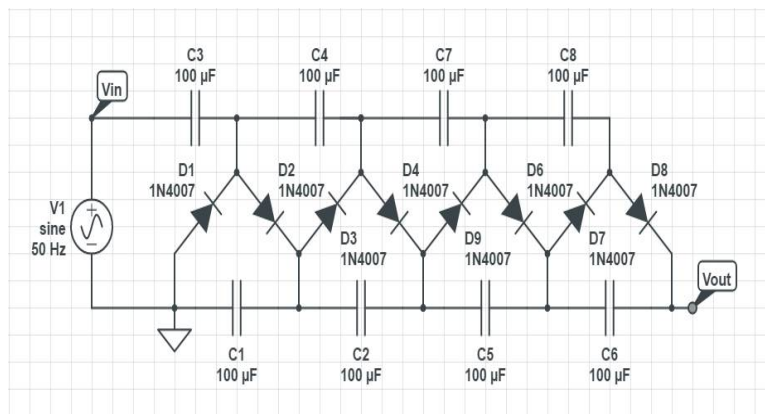 C3
100 µF
C4
100 µF
C7
100 µF
C8
100 µF
Vin
D1
1N4007
D2
1N4007
D4
1N4007
D6
1N4007
D8
1N4007
V1
sine
50 Hz
D3
1N4007
D9
1N4007
D7
1N4007
Vout
C1
100 µF
C2
100 µF
C5
100 µF
C6
100 µF